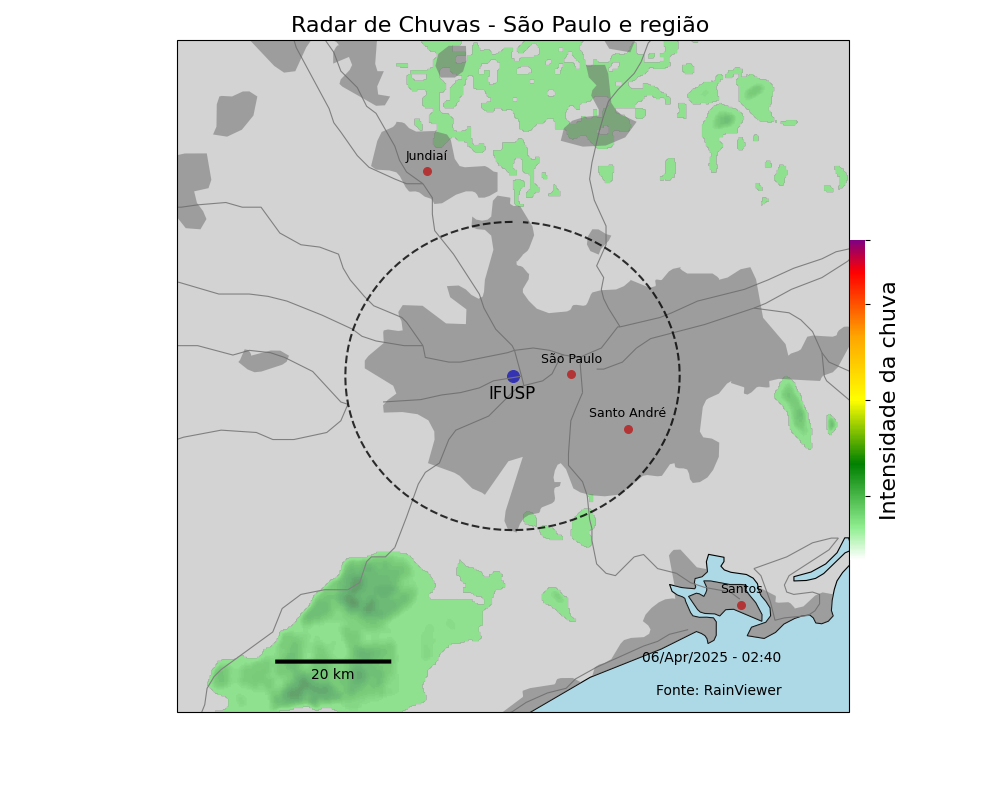 Radar de Chuvas - São Paulo e região
Jundiaí
São Paulo
IFUSP
Santo André
Intensidade da chuva
Santos
06/Apr/2025 - 02:40
20 km
Fonte: RainViewer